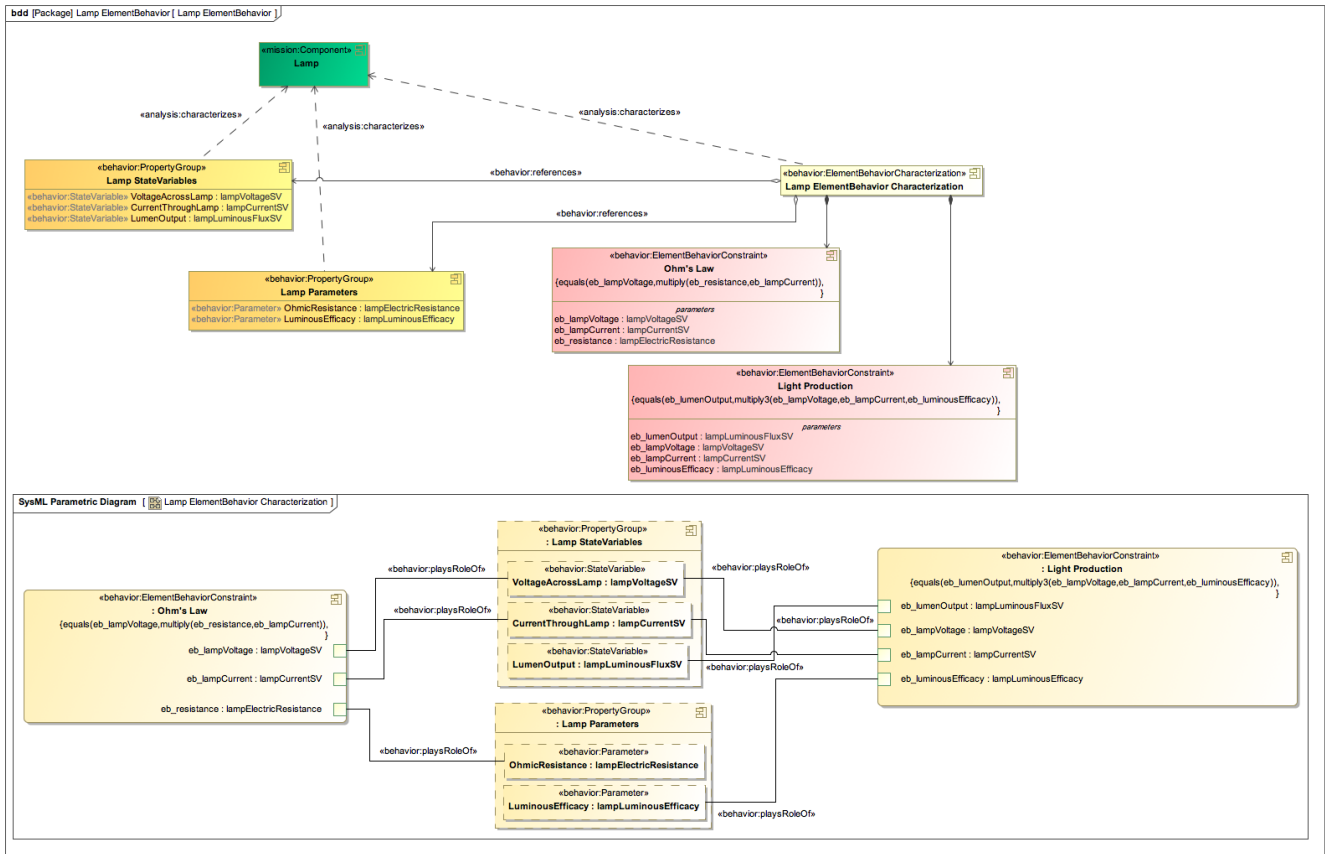 bdd [Package] Lamp ElementBehavior [ Lamp ElementBehavior ]
«mission:Component»
Lamp
«analysis:characterizes»
«analysis:characterizes»
«analysis:characterizes»
«behavior:PropertyGroup»
Lamp StateVariables
«behavior:StateVariable» VoltageAcrossLamp : lampVoltageSV
«behavior:StateVariable» CurrentThroughLamp : lampCurrentSV
«behavior:StateVariable» LumenOutput : lampLuminousFluxSV
«behavior:references»
«behavior:ElementBehaviorCharacterization»
Lamp ElementBehavior Characterization
«behavior:references»
«behavior:PropertyGroup»
Lamp Parameters
«behavior:Parameter» OhmicResistance : lampElectricResistance
«behavior:Parameter» LuminousEfficacy : lampLuminousEfficacy
«behavior:ElementBehaviorConstraint»
Ohm's Law
{equals(eb_lampVoltage,multiply(eb_resistance,eb_lampCurrent)),
}
parameters
eb_lampVoltage : lampVoltageSV
eb_lampCurrent : lampCurrentSV
eb_resistance : lampElectricResistance
«behavior:ElementBehaviorConstraint»
Light Production
{equals(eb_lumenOutput,multiply3(eb_lampVoltage,eb_lampCurrent,eb_luminousEfficacy)),
}
parameters
eb_lumenOutput : lampLuminousFluxSV
eb_lampVoltage : lampVoltageSV
eb_lampCurrent : lampCurrentSV
eb_luminousEfficacy : lampLuminousEfficacy
SysML Parametric Diagram [ Lamp ElementBehavior Characterization ]
«behavior:ElementBehaviorConstraint»
: Ohm's Law
{equals(eb_lampVoltage,multiply(eb_resistance,eb_lampCurrent)),
}
eb_lampVoltage : lampVoltageSV
eb_lampCurrent : lampCurrentSV
eb_resistance : lampElectricResistance
«behavior:playsRoleOf»
«behavior:playsRoleOf»
«behavior:playsRoleOf»
«behavior:PropertyGroup»
: Lamp StateVariables
«behavior:StateVariable»
VoltageAcrossLamp : lampVoltageSV
«behavior:StateVariable»
CurrentThroughLamp : lampCurrentSV
«behavior:StateVariable»
LumenOutput : lampLuminousFluxSV
«behavior:PropertyGroup»
: Lamp Parameters
«behavior:Parameter»
OhmicResistance : lampElectricResistance
«behavior:Parameter»
LuminousEfficacy : lampLuminousEfficacy
«behavior:playsRoleOf»
«behavior:playsRoleOf»
«behavior:playsRoleOf»
«behavior:playsRoleOf»
«behavior:ElementBehaviorConstraint»
: Light Production
{equals(eb_lumenOutput,multiply3(eb_lampVoltage,eb_lampCurrent,eb_luminousEfficacy)),
}
eb_lumenOutput : lampLuminousFluxSV
eb_lampVoltage : lampVoltageSV
eb_lampCurrent : lampCurrentSV
eb_luminousEfficacy : lampLuminousEfficacy